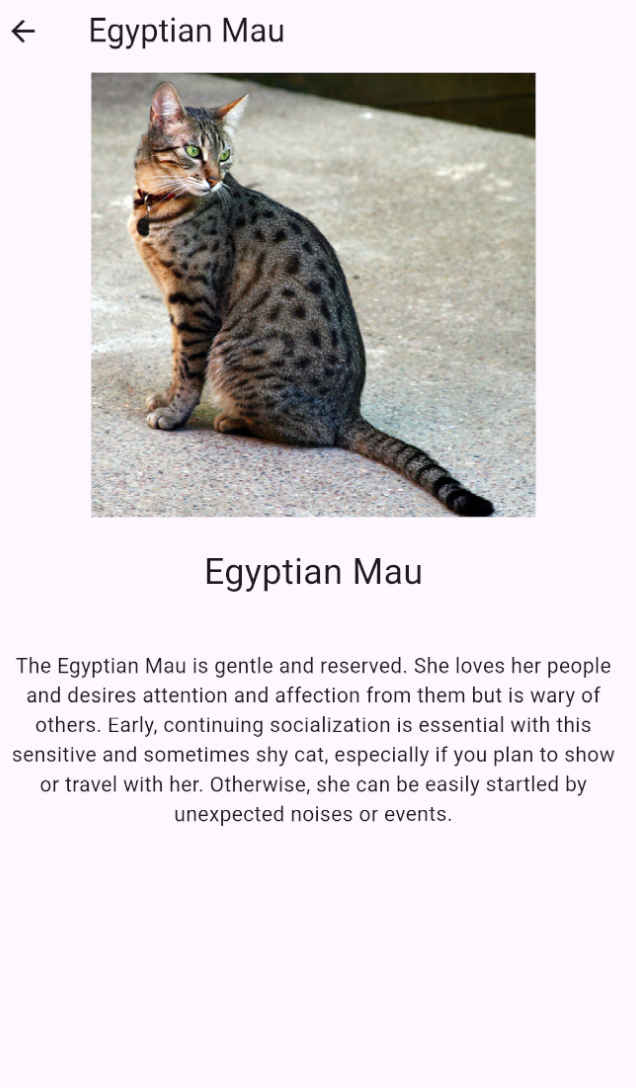 Egyptian Mau
Egyptian Mau
The Egyptian Mau is gentle and reserved. She loves her people
and desires attention and affection from them but is wary of
others. Early, continuing socialization is essential with this
sensitive and sometimes shy cat, especially if you plan to show
or travel with her. Otherwise, she can be easily startled by
unexpected noises or events.